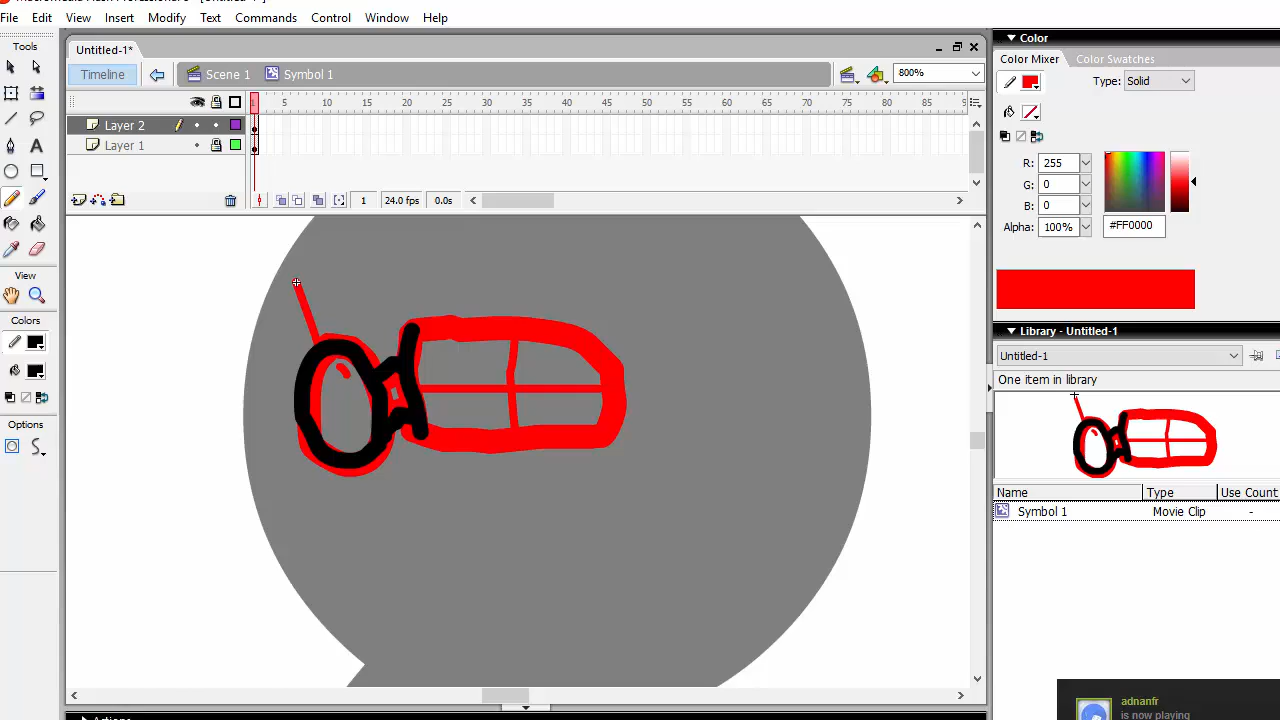 File Edit View Insert Modify Text Commands Control Window Help
Tools
View
Colors
Options
Untitled-1*
Timeline Scene 1 Symbol 1 800%
1 5 10 15 20 25 30 35 40 45 50 55 60 65 70 75 80 85
Layer 2
Layer 1
1 24.0 fps 0.0s
Color
Color Mixer Color Swatches
Type: Solid
R: 255
G: 0
B: 0
Alpha: 100% #FF0000
Library - Untitled-1
Untitled-1
One item in library
Name Type Use Count
Symbol 1 Movie Clip -
adnanfr
is now playing